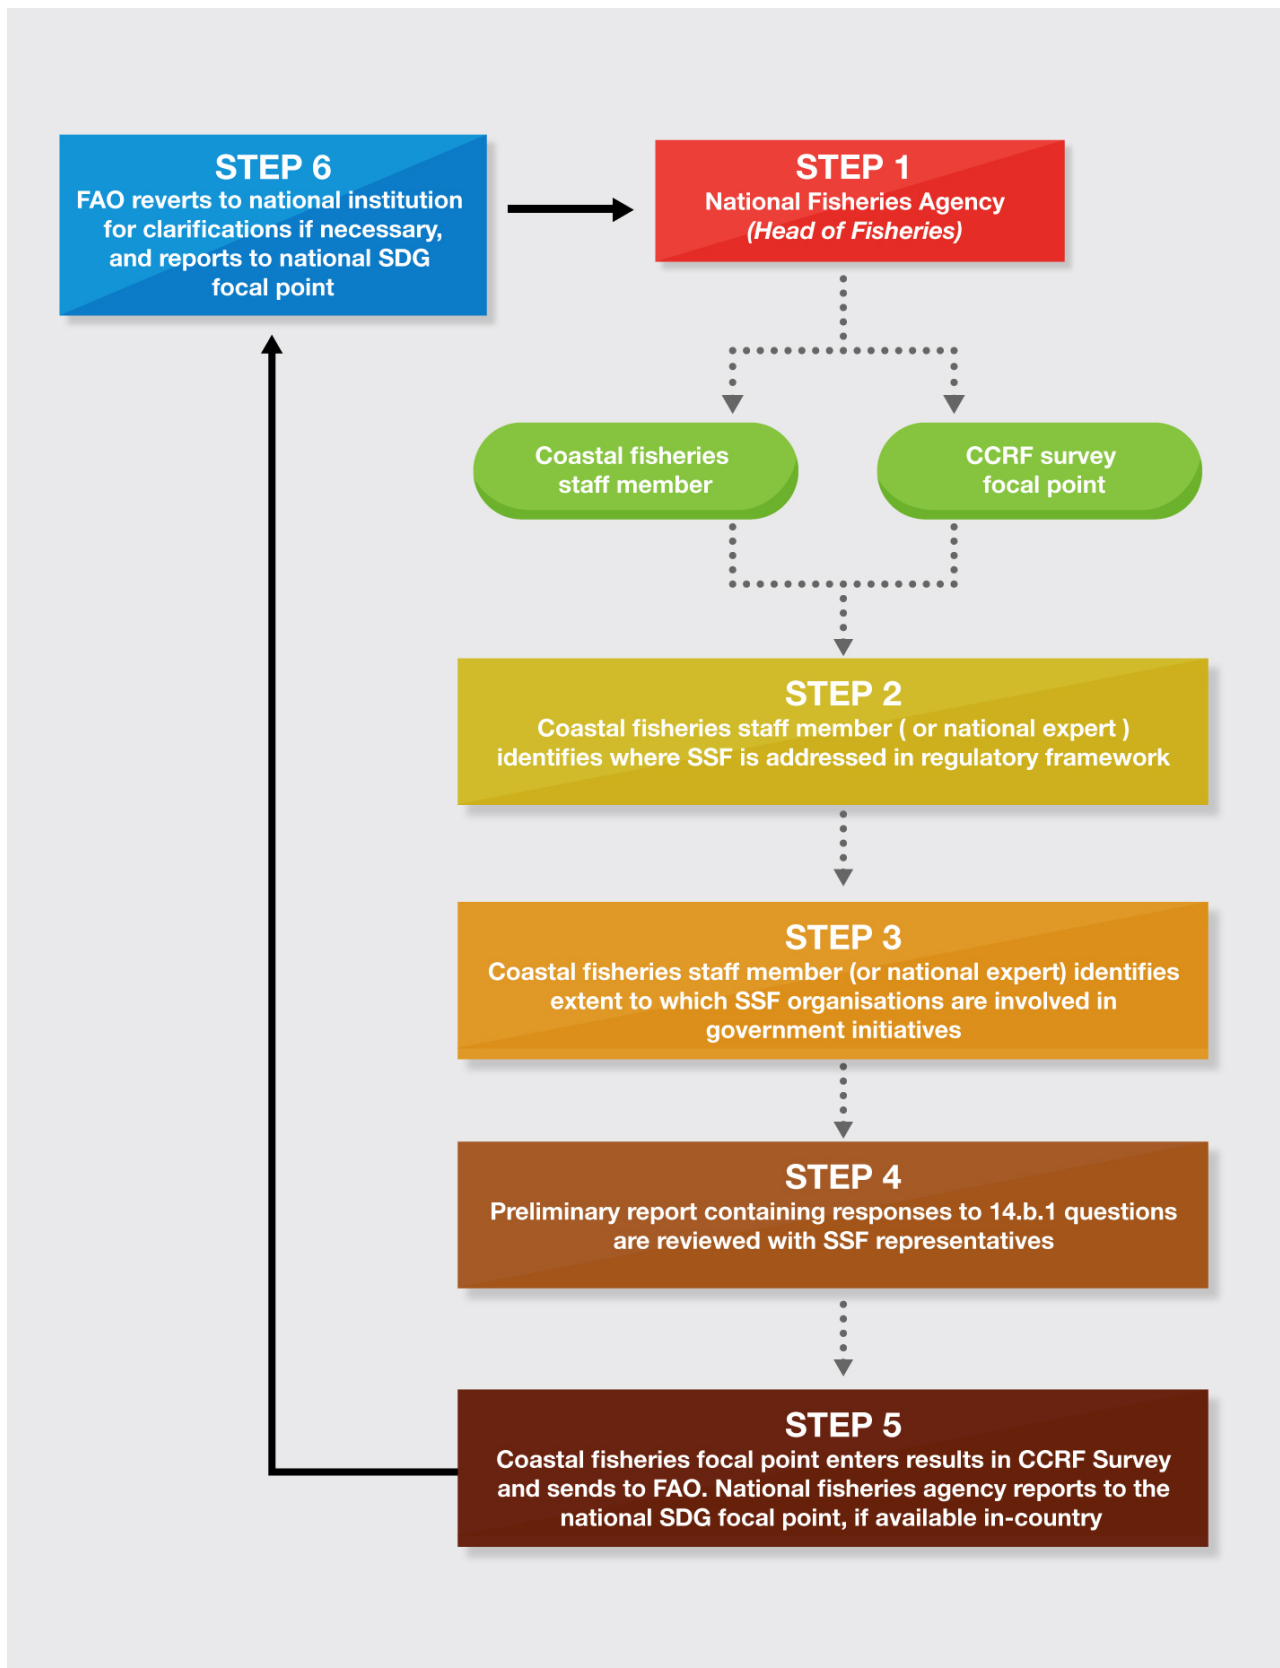 STEP 6
FAO reverts to national institution
for clarifications if necessary,
and reports to national SDG
focal point
STEP 1
National Fisheries Agency
(Head of Fisheries)
Coastal fisheries
staff member
CCRF survey
focal point
STEP 2
Coastal fisheries staff member ( or national expert )
identifies where SSF is addressed in regulatory framework
STEP 3
Coastal fisheries staff member (or national expert) identifies
extent to which SSF organisations are involved in
government initiatives
STEP 4
Preliminary report containing responses to 14.b.1 questions
are reviewed with SSF representatives
STEP 5
Coastal fisheries focal point enters results in CCRF Survey
and sends to FAO. National fisheries agency reports to the
national SDG focal point, if available in-country